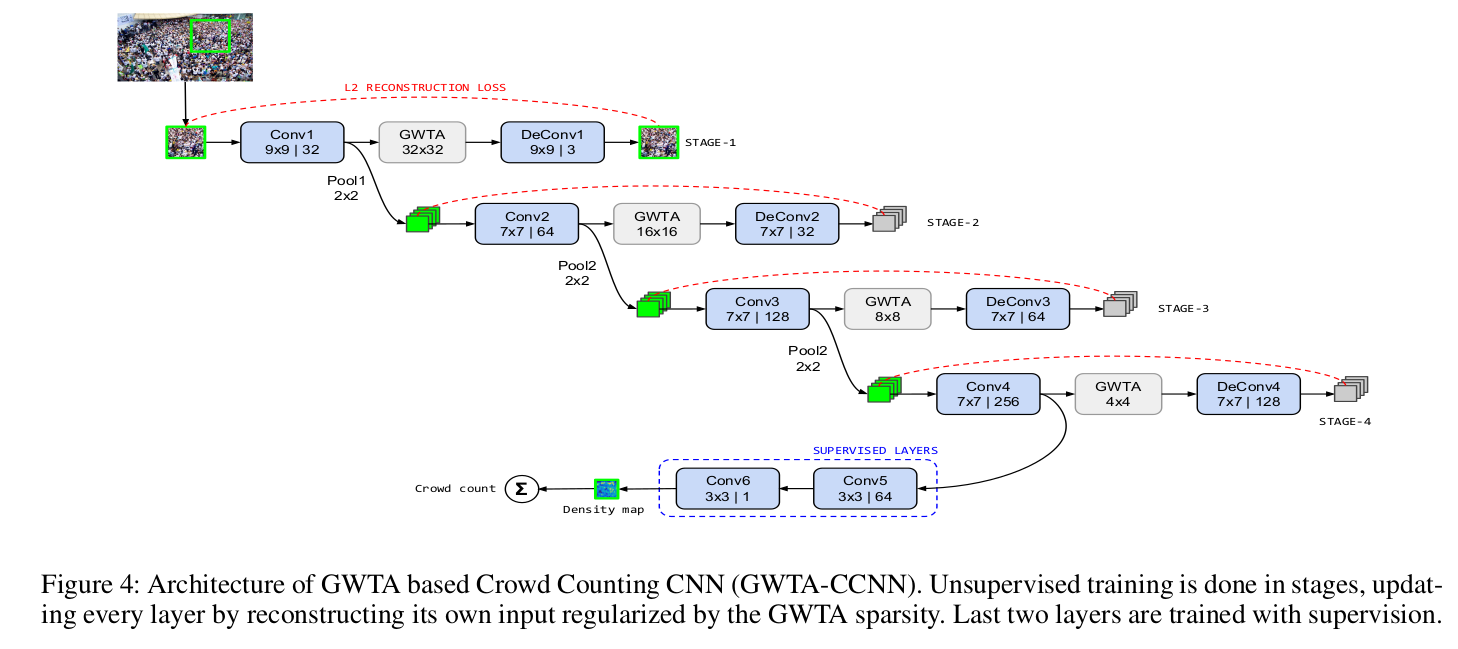 L2 RECONSTRUCTION LOSS
Conv1
9x9 | 32
GWTA
32x32
DeConv1
9x9 | 3
STAGE-1
Pool1
2x2
Conv2
7x7 | 64
GWTA
16x16
DeConv2
7x7 | 32
STAGE-2
Pool2
2x2
Conv3
7x7 | 128
GWTA
8x8
DeConv3
7x7 | 64
STAGE-3
Pool2
2x2
Conv4
7x7 | 256
GWTA
4x4
DeConv4
7x7 | 128
STAGE-4
SUPERVISED LAYERS
Crowd count
Σ
Density map
Conv6
3x3 | 1
Conv5
3x3 | 64
Figure 4: Architecture of GWTA based Crowd Counting CNN (GWTA-CCNN). Unsupervised training is done in stages, updat-
ing every layer by reconstructing its own input regularized by the GWTA sparsity. Last two layers are trained with supervision.